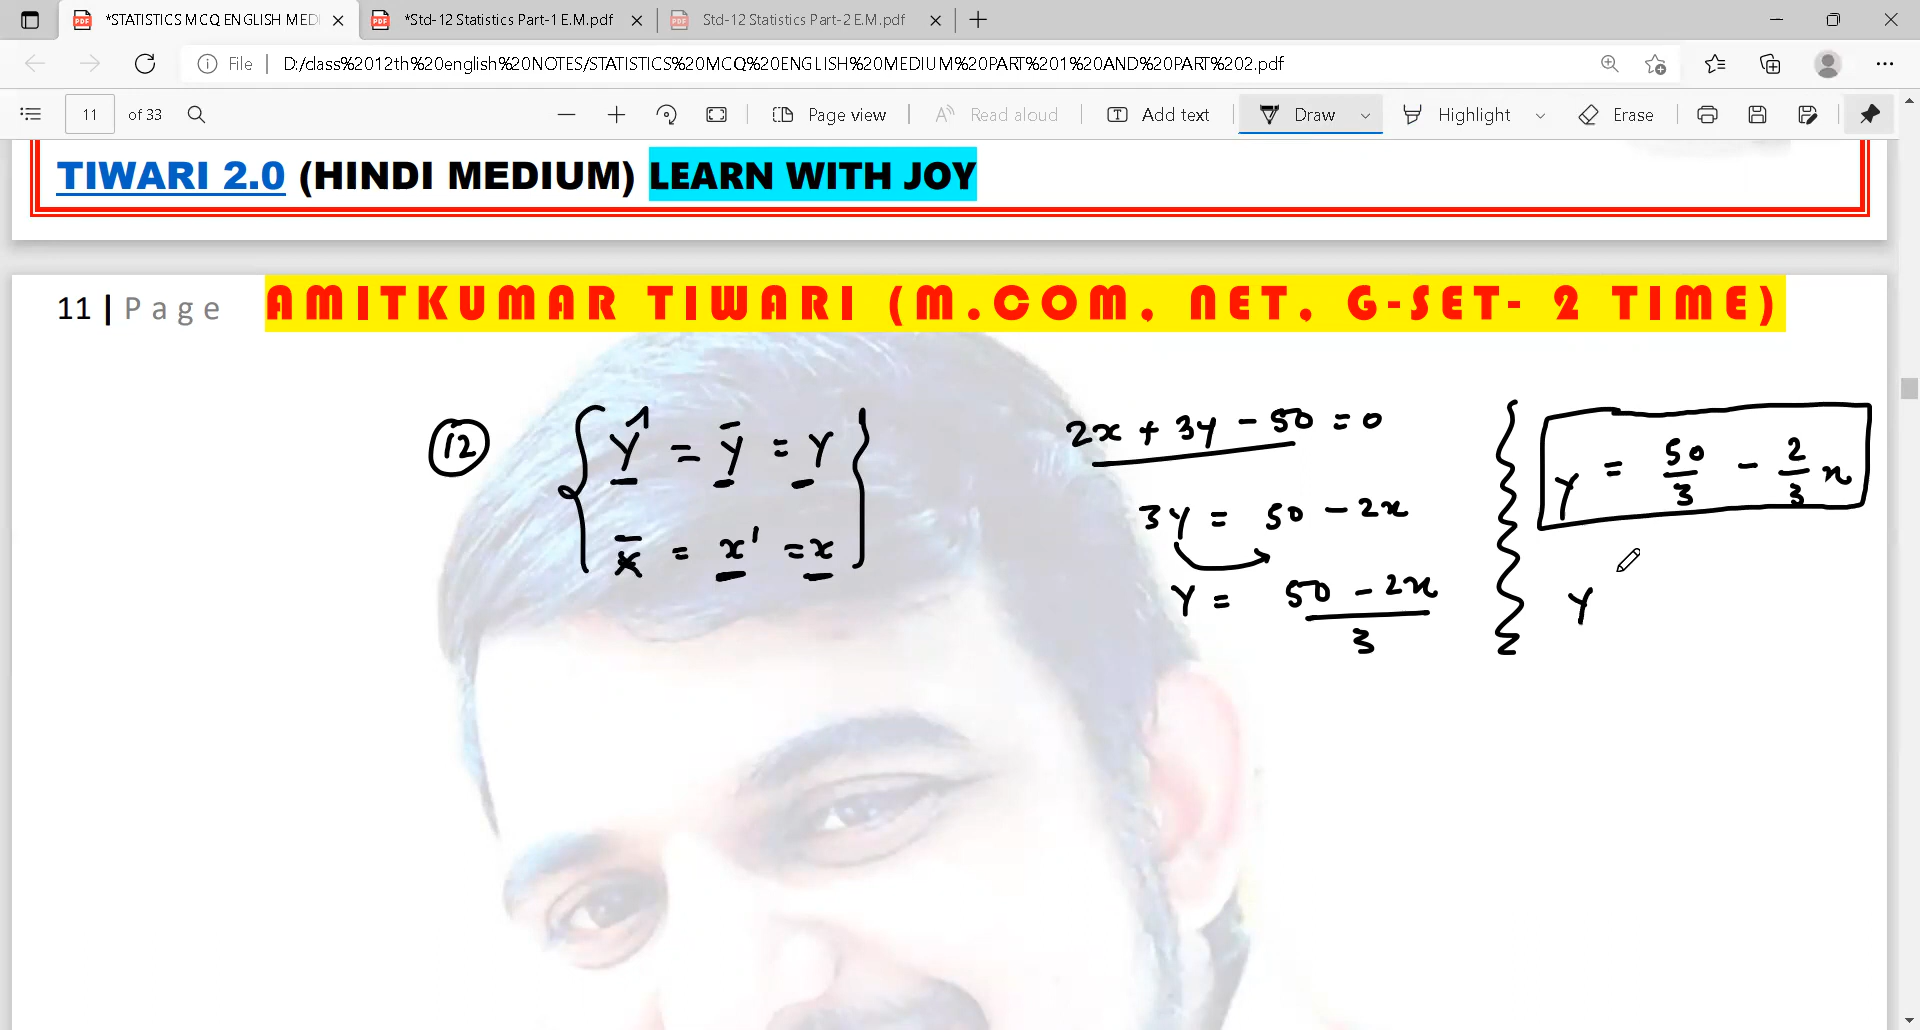 *STATISTICS MCQ ENGLISH MED
*Std-12 Statistics Part-1 E.M.pdf
Std-12 Statistics Part-2 E.M.pdf
File | D:/class%2012th%20english%20NOTES/STATISTICS%20MCQ%20ENGLISH%20MEDIUM%20PART%201%20AND%20PART%202.pdf
11 of 33 Page view Read aloud Add text Draw Highlight Erase
TIWARI 2.0 (HINDI MEDIUM) LEARN WITH JOY
11 | Page AMITKUMAR TIWARI (M.COM, NET, G-SET- 2 TIME)
12
ŷ = ȳ = y
x̄ = x' = x
2x + 3y - 50 = 0
3y = 50 - 2x
y = 50 - 2x / 3
y = 50/3 - 2/3 x
y